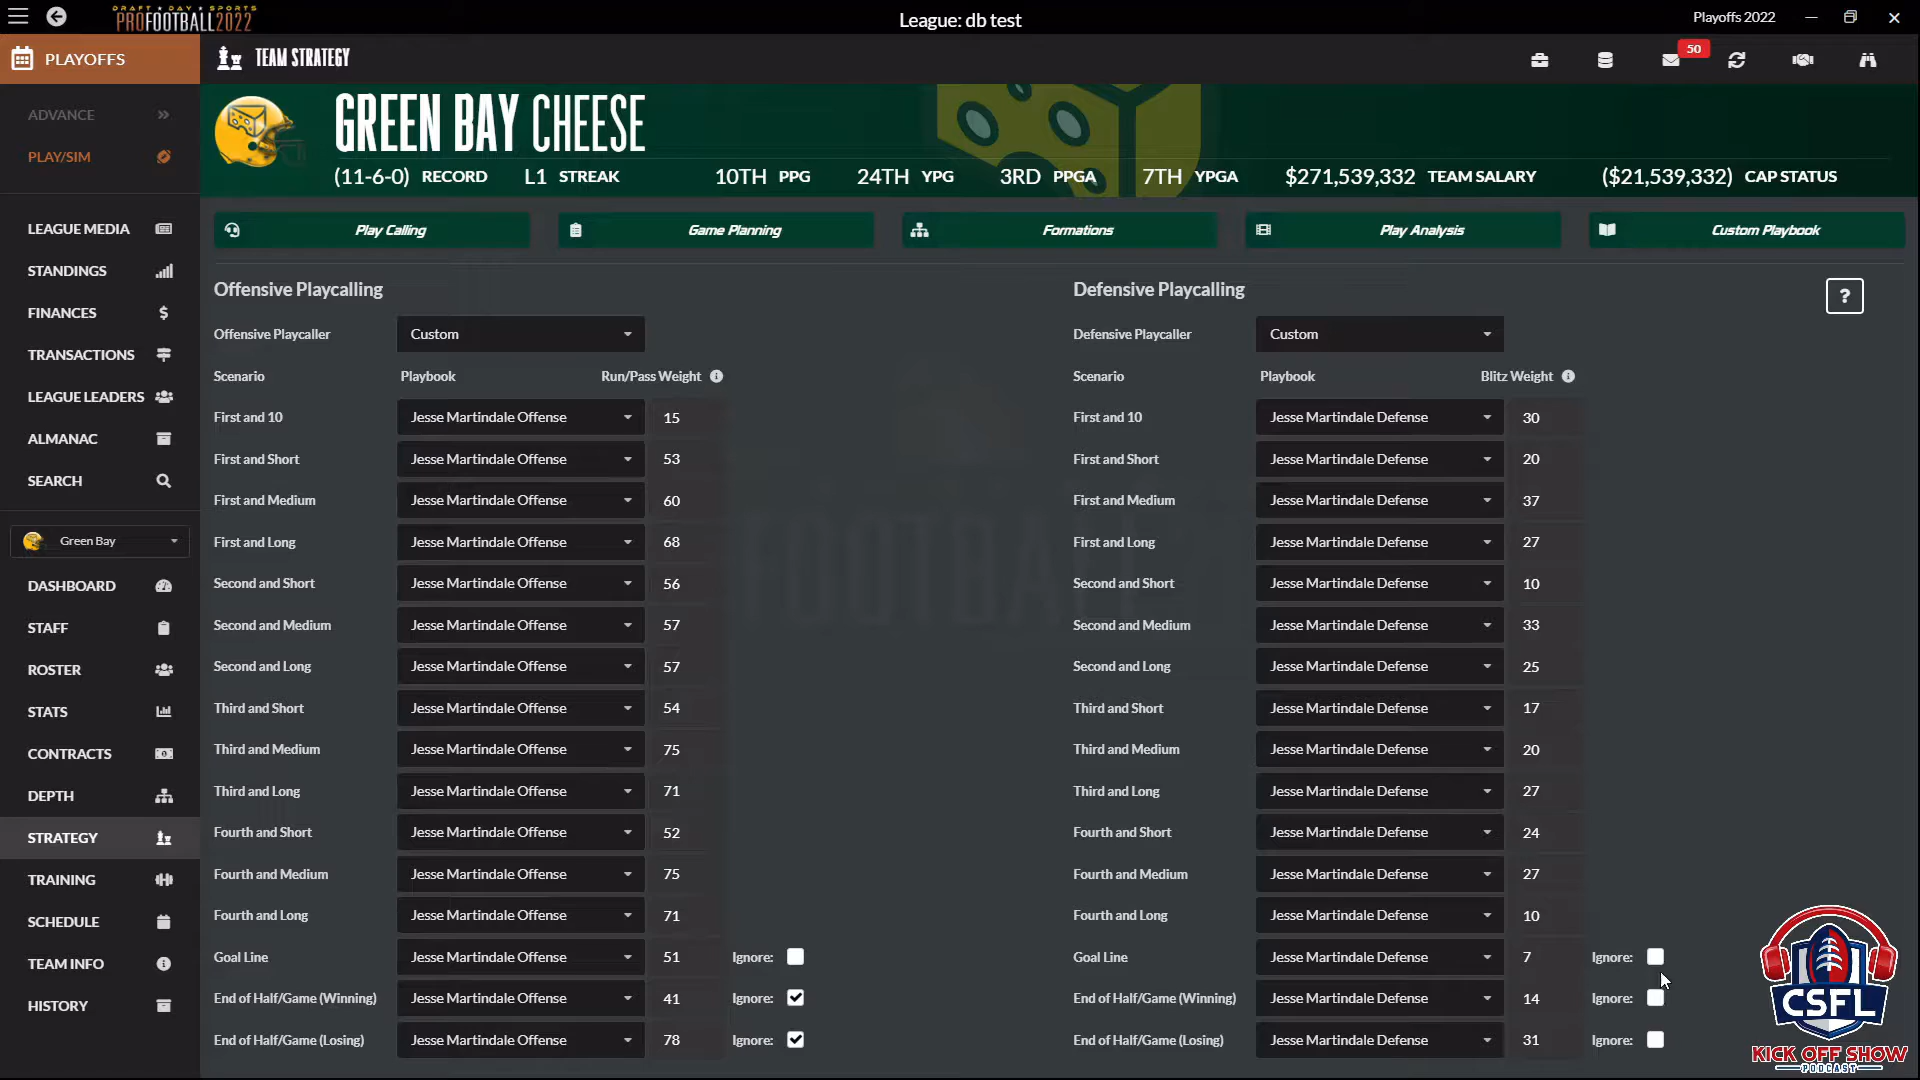 DRAFT DAY SPORTS
PROFOOTBALL2022
League: db test
Playoffs 2022
PLAYOFFS
TEAM STRATEGY
50
ADVANCE
PLAY/SIM
LEAGUE MEDIA
STANDINGS
FINANCES
TRANSACTIONS
LEAGUE LEADERS
ALMANAC
SEARCH
Green Bay
DASHBOARD
STAFF
ROSTER
STATS
CONTRACTS
DEPTH
STRATEGY
TRAINING
SCHEDULE
TEAM INFO
HISTORY
GREEN BAY CHEESE
(11-6-0) RECORD L1 STREAK 10TH PPG 24TH YPG 3RD PPGA 7TH YPGA $271,539,332 TEAM SALARY ($21,539,332) CAP STATUS
Play Calling Game Planning Formations Play Analysis Custom Playbook
Offensive Playcalling
Offensive Playcaller Custom
Scenario Playbook Run/Pass Weight
First and 10 Jesse Martindale Offense 15
First and Short Jesse Martindale Offense 53
First and Medium Jesse Martindale Offense 60
First and Long Jesse Martindale Offense 68
Second and Short Jesse Martindale Offense 56
Second and Medium Jesse Martindale Offense 57
Second and Long Jesse Martindale Offense 57
Third and Short Jesse Martindale Offense 54
Third and Medium Jesse Martindale Offense 75
Third and Long Jesse Martindale Offense 71
Fourth and Short Jesse Martindale Offense 52
Fourth and Medium Jesse Martindale Offense 75
Fourth and Long Jesse Martindale Offense 71
Goal Line Jesse Martindale Offense 51 Ignore:
End of Half/Game (Winning) Jesse Martindale Offense 41 Ignore:
End of Half/Game (Losing) Jesse Martindale Offense 78 Ignore:
Defensive Playcalling
?
Defensive Playcaller Custom
Scenario Playbook Blitz Weight
First and 10 Jesse Martindale Defense 30
First and Short Jesse Martindale Defense 20
First and Medium Jesse Martindale Defense 37
First and Long Jesse Martindale Defense 27
Second and Short Jesse Martindale Defense 10
Second and Medium Jesse Martindale Defense 33
Second and Long Jesse Martindale Defense 25
Third and Short Jesse Martindale Defense 17
Third and Medium Jesse Martindale Defense 20
Third and Long Jesse Martindale Defense 27
Fourth and Short Jesse Martindale Defense 24
Fourth and Medium Jesse Martindale Defense 27
Fourth and Long Jesse Martindale Defense 10
Goal Line Jesse Martindale Defense 7 Ignore:
End of Half/Game (Winning) Jesse Martindale Defense 14 Ignore:
End of Half/Game (Losing) Jesse Martindale Defense 31 Ignore:
FOOTBALL
CSFL
KICK OFF SHOW
PODCAST